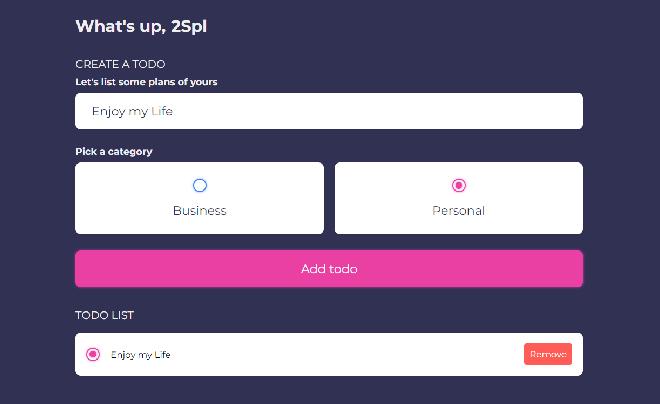 What's up, 2Spl
CREATE A TODO
Let's list some plans of yours
Enjoy my Life
Pick a category
Business
Personal
Add todo
TODO LIST
Enjoy my Life
Remove